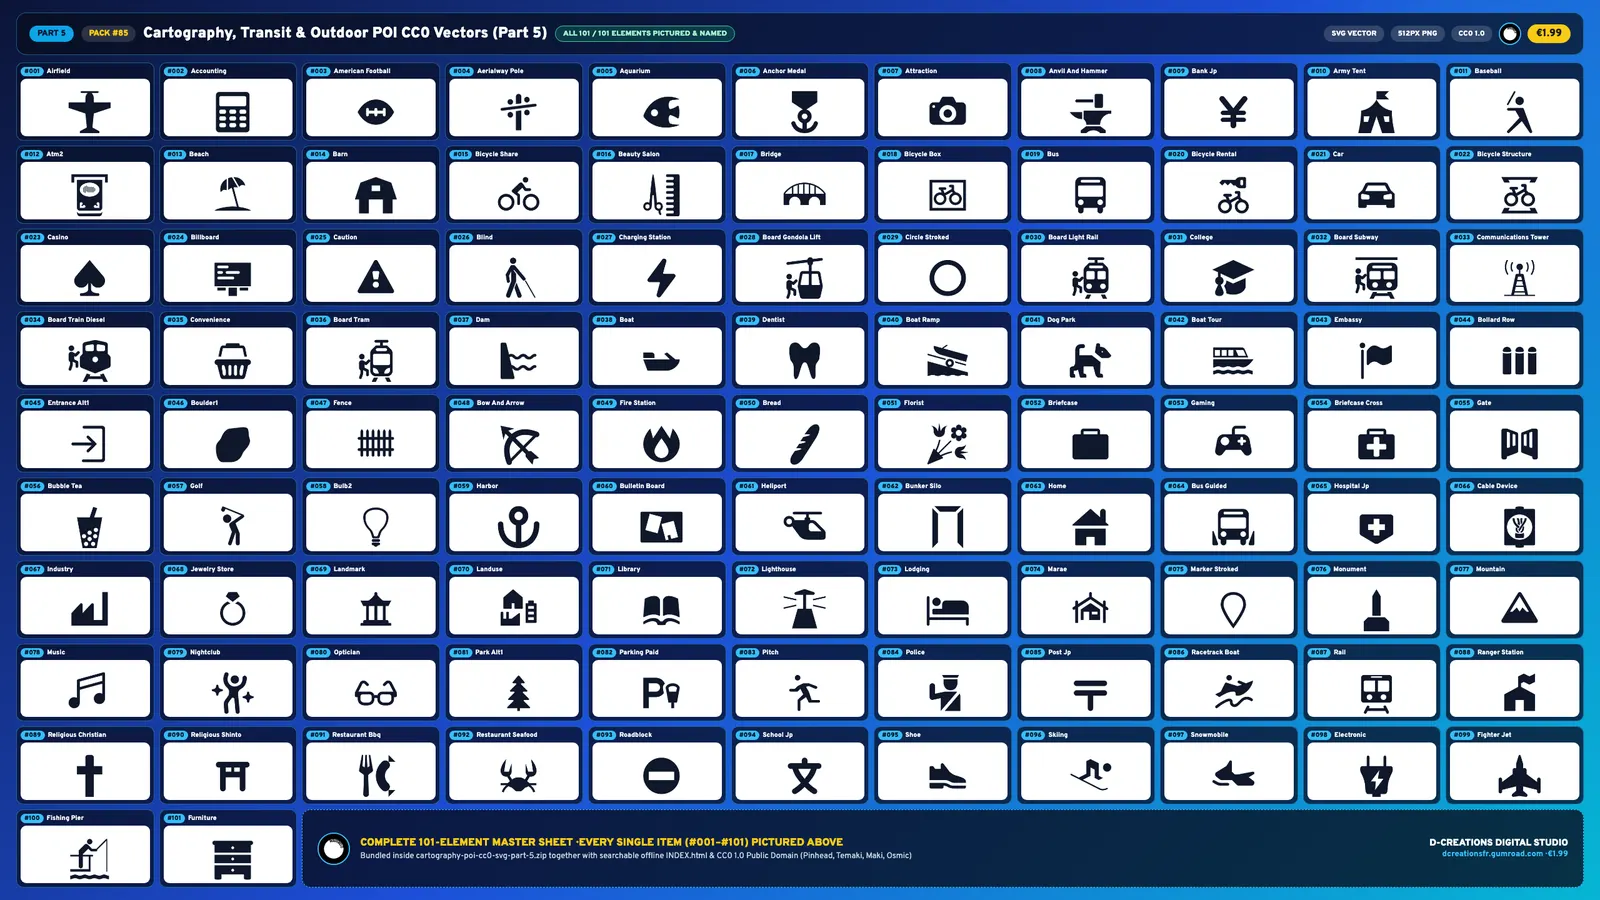 PART 5 PACK #85 Cartography, Transit & Outdoor POI CC0 Vectors (Part 5) ALL 101 / 101 ELEMENTS PICTURED & NAMED SVG VECTOR 512PX PNG CC0 1.0 €1.99
#001 Airfield #002 Accounting #003 American Football #004 Aerialway Pole #005 Aquarium #006 Anchor Medal #007 Attraction #008 Anvil And Hammer #009 Bank Jp #010 Army Tent #011 Baseball
#012 Atm2 #013 Beach #014 Barn #015 Bicycle Share #016 Beauty Salon #017 Bridge #018 Bicycle Box #019 Bus #020 Bicycle Rental #021 Car #022 Bicycle Structure
#023 Casino #024 Billboard #025 Caution #026 Blind #027 Charging Station #028 Board Gondola Lift #029 Circle Stroked #030 Board Light Rail #031 College #032 Board Subway #033 Communications Tower
#034 Board Train Diesel #035 Convenience #036 Board Tram #037 Dam #038 Boat #039 Dentist #040 Boat Ramp #041 Dog Park #042 Boat Tour #043 Embassy #044 Bollard Row
#045 Entrance Alt1 #046 Boulder1 #047 Fence #048 Bow And Arrow #049 Fire Station #050 Bread #051 Florist #052 Briefcase #053 Gaming #054 Briefcase Cross #055 Gate
#056 Bubble Tea #057 Golf #058 Bulb2 #059 Harbor #060 Bulletin Board #061 Heliport #062 Bunker Silo #063 Home #064 Bus Guided #065 Hospital Jp #066 Cable Device
#067 Industry #068 Jewelry Store #069 Landmark #070 Landuse #071 Library #072 Lighthouse #073 Lodging #074 Marae #075 Marker Stroked #076 Monument #077 Mountain
#078 Music #079 Nightclub #080 Optician #081 Park Alt1 #082 Parking Paid #083 Pitch #084 Police #085 Post Jp #086 Racetrack Boat #087 Rail #088 Ranger Station
P
#089 Religious Christian #090 Religious Shinto #091 Restaurant Bbq #092 Restaurant Seafood #093 Roadblock #094 School Jp #095 Shoe #096 Skiing #097 Snowmobile #098 Electronic #099 Fighter Jet
文
#100 Fishing Pier #101 Furniture
COMPLETE 101-ELEMENT MASTER SHEET · EVERY SINGLE ITEM (#001–#101) PICTURED ABOVE
Bundled inside cartography-poi-cc0-svg-part-5.zip together with searchable offline INDEX.html & CC0 1.0 Public Domain (Pinhead, Temaki, Maki, Osmic)
D-CREATIONS DIGITAL STUDIO
dcreationsfr.gumroad.com · €1.99